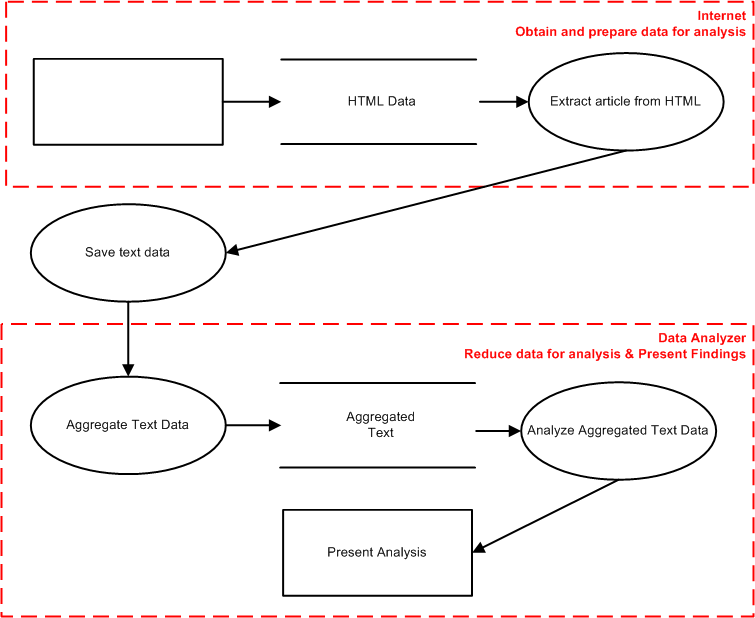 Internet
Obtain and prepare data for analysis
HTML Data
Extract article from HTML
Save text data
Data Analyzer
Reduce data for analysis & Present Findings
Aggregate Text Data
Aggregated
Text
Analyze Aggregated Text Data
Present Analysis